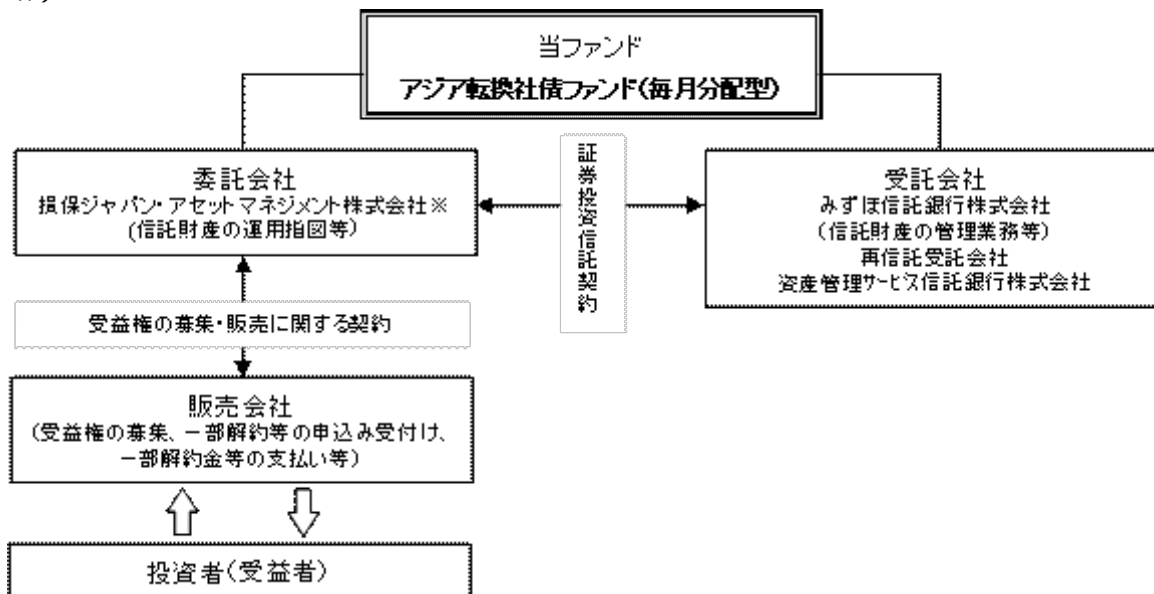 当ファンド
アジア転換社債ファンド(毎月分配型)
委託会社
損保ジャパン・アセットマネジメント株式会社※
(信託財産の運用指図等)
証券投資信託契約
受託会社
みずほ信託銀行株式会社
(信託財産の管理業務等)
再信託受託会社
資産管理サービス信託銀行株式会社
受益権の募集・販売に関する契約
販売会社
(受益権の募集、一部解約等の申込み受付け、
一部解約金等の支払い等)
投資者(受益者)